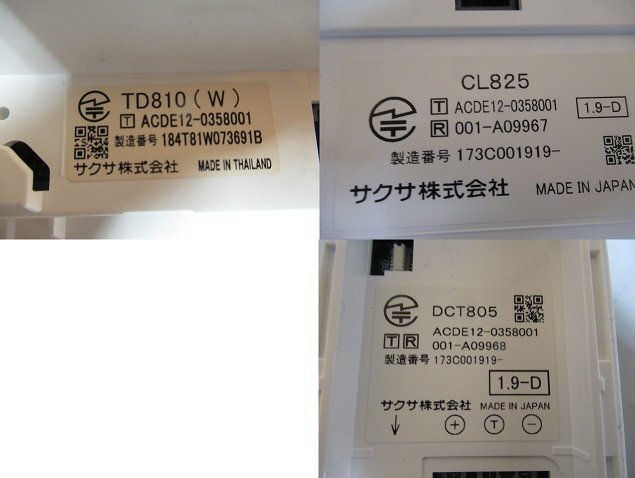 TD810(W)
T ACDE12-0358001
製造番号 184T81W073691B
サクサ株式会社 MADE IN THAILAND
CL825
T ACDE12-0358001 1.9-D
R 001-A09967
製造番号 173C001919-
サクサ株式会社 MADE IN JAPAN
DCT805
ACDE12-0358001
T R 001-A09968
製造番号 173C001919-
1.9-D
サクサ株式会社 MADE IN JAPAN
↓ + T -